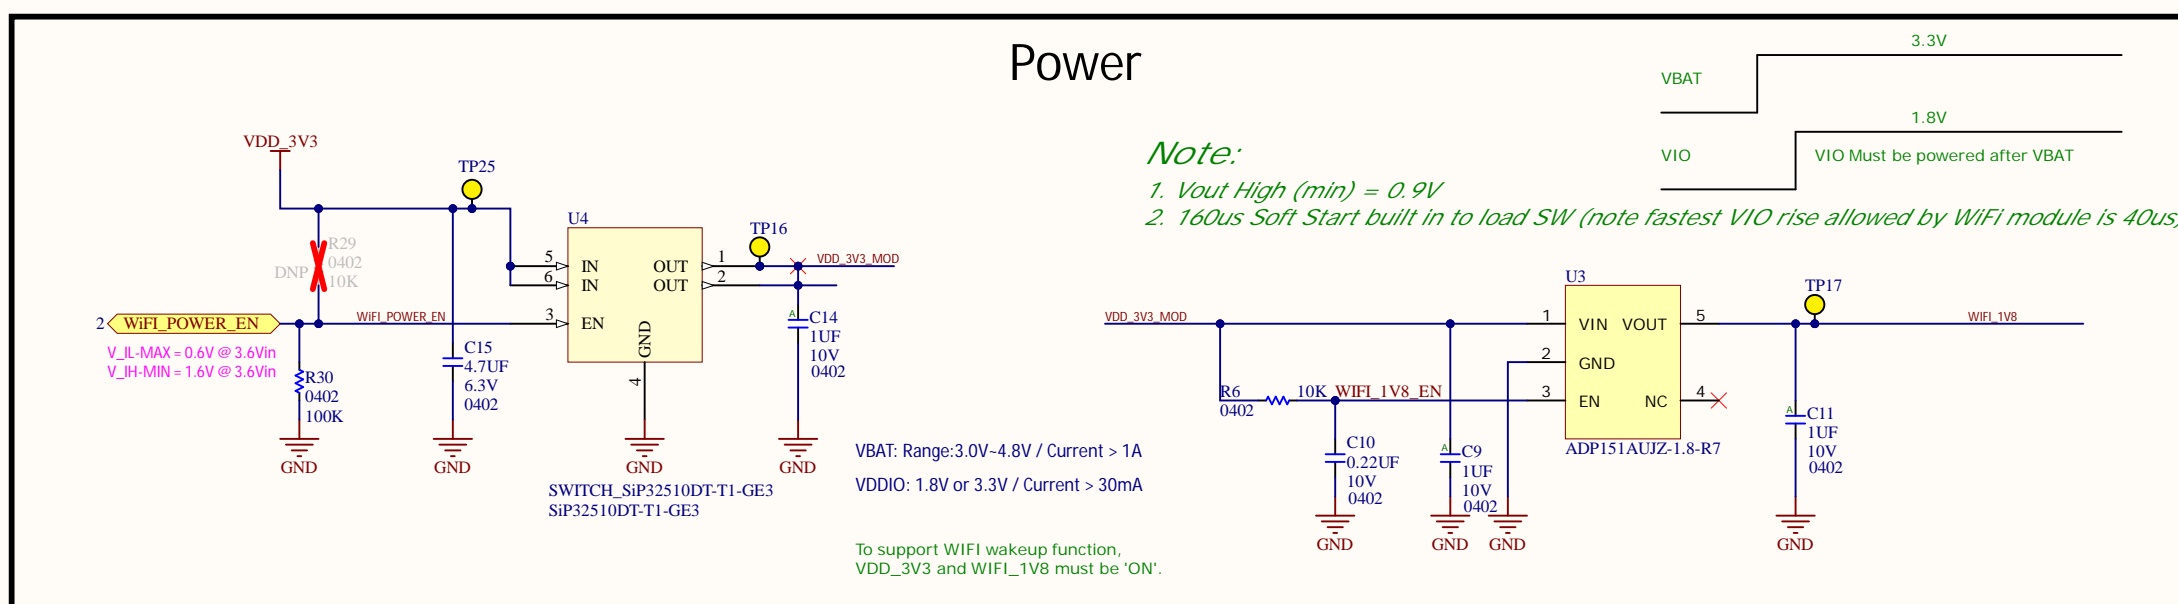 Power
3.3V
VBAT
1.8V
VIO
VIO Must be powered after VBAT
Note:
1. Vout High (min) = 0.9V
2. 160us Soft Start built in to load SW (note fastest VIO rise allowed by WiFi module is 40us)
VDD_3V3
TP25
R29
0402
10K
DNP
2
WiFI_POWER_EN
WiFI_POWER_EN
V_IL-MAX = 0.6V @ 3.6Vin
V_IH-MIN = 1.6V @ 3.6Vin
R30
0402
100K
GND
C15
4.7UF
6.3V
0402
GND
U4
5
IN
6
IN
3
EN
OUT
1
OUT
2
GND
4
GND
SWITCH_SiP32510DT-T1-GE3
SiP32510DT-T1-GE3
TP16
VDD_3V3_MOD
A
C14
1UF
10V
0402
GND
VBAT: Range:3.0V~4.8V / Current > 1A
VDDIO: 1.8V or 3.3V / Current > 30mA
To support WIFI wakeup function,
VDD_3V3 and WIFI_1V8 must be 'ON'.
VDD_3V3_MOD
R6
0402
10K
WIFI_1V8_EN
C10
0.22UF
10V
0402
GND
A
C9
1UF
10V
0402
GND
GND
U3
1
VIN
2
GND
3
EN
VOUT
5
NC
4
ADP151AUJZ-1.8-R7
TP17
WIFI_1V8
A
C11
1UF
10V
0402
GND